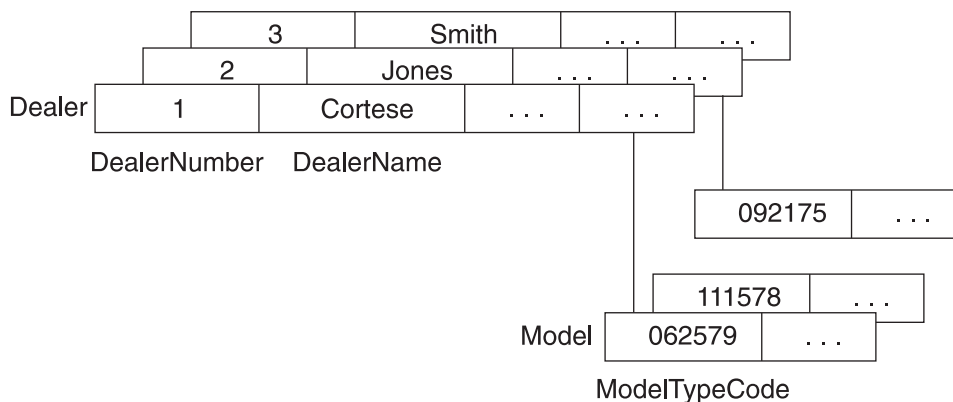 3 Smith . . . . . .
2 Jones . . . . . .
Dealer 1 Cortese . . . . . .
DealerNumber DealerName
092175 . . .
111578 . . .
Model 062579 . . .
ModelTypeCode